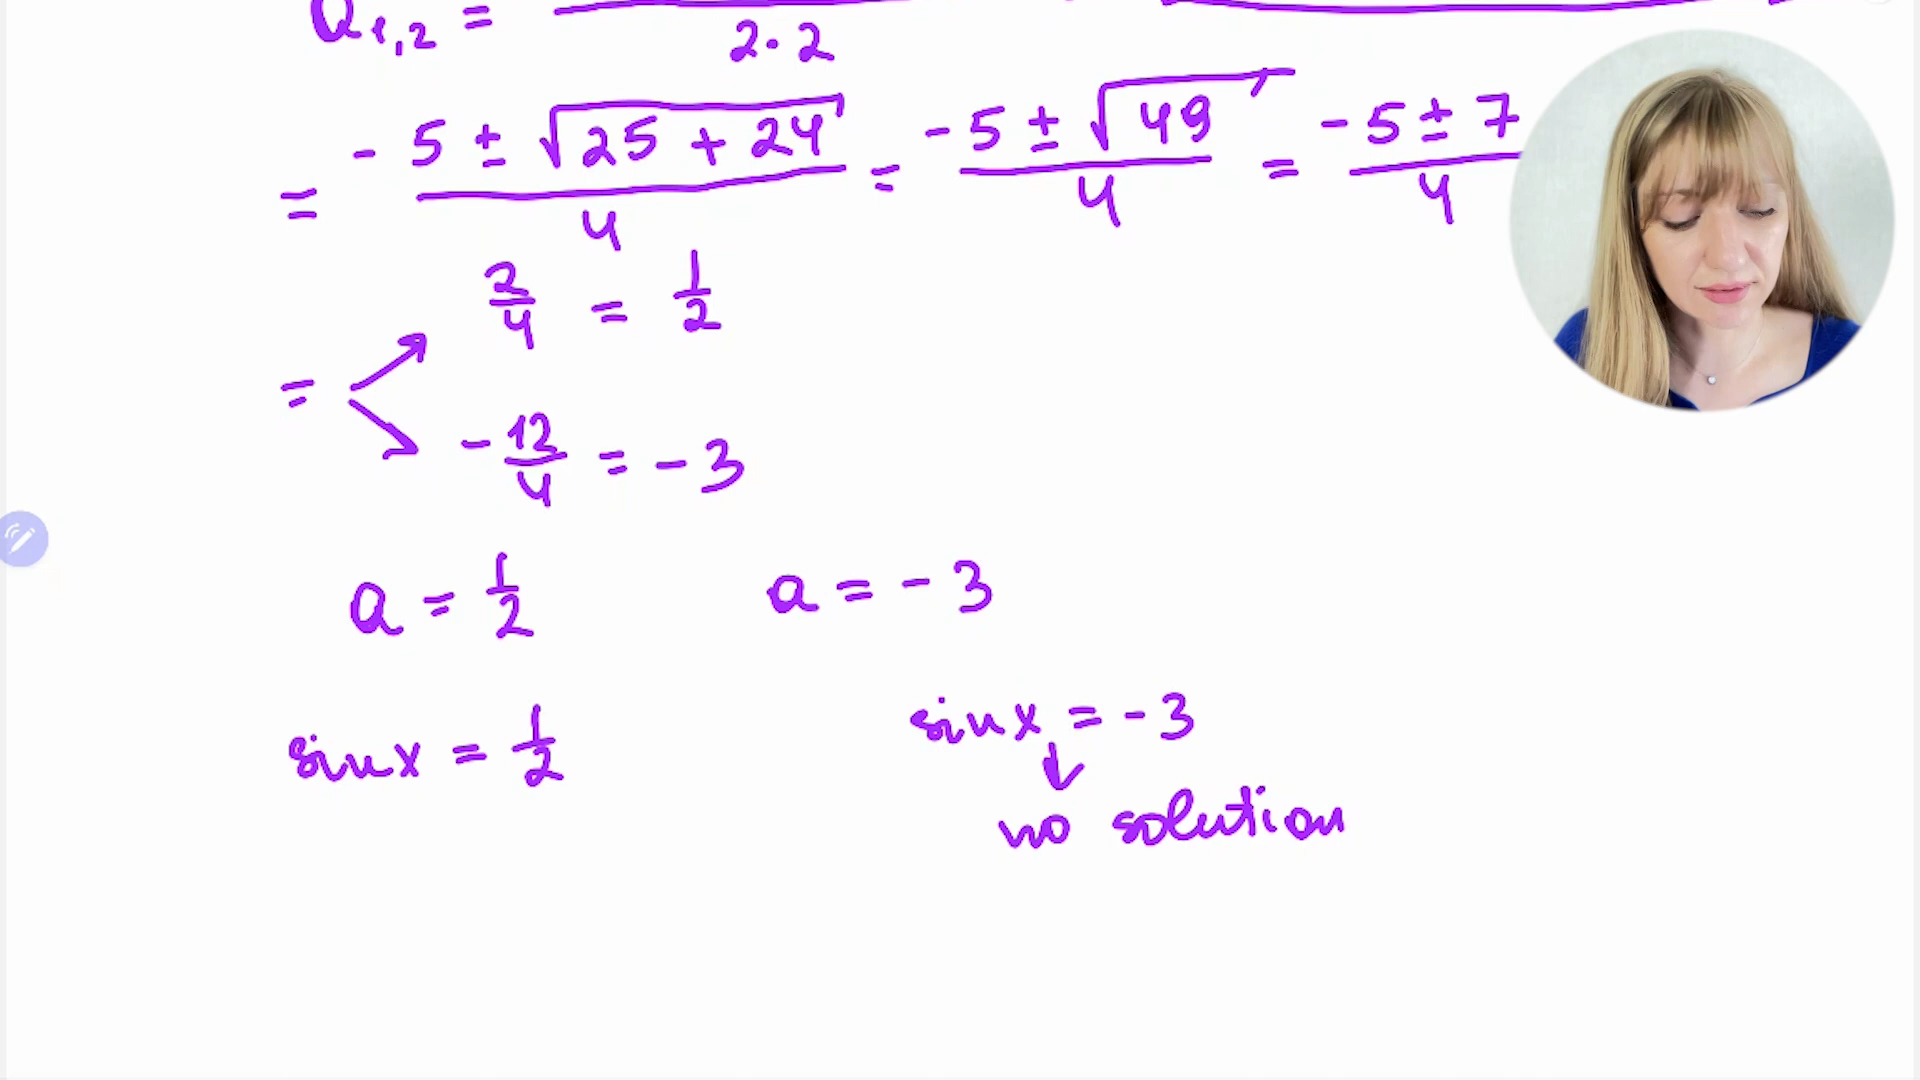 a₁,₂ =
2·2
= (-5 ± √(25 + 24))/4 = (-5 ± √49)/4 = (-5 ± 7)/4
2/4 = 1/2
=
-12/4 = -3
a = 1/2 a = -3
sin x = 1/2 sin x = -3
no solution